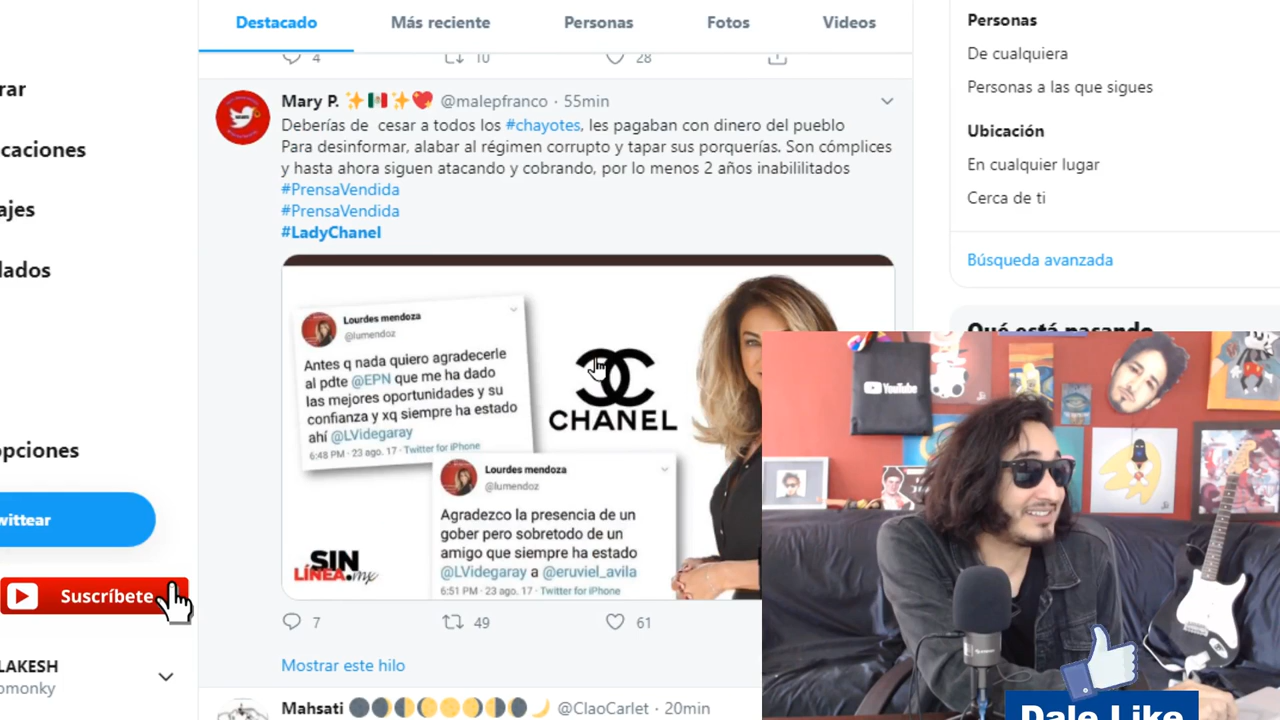 Destacado
Más reciente
Personas
Fotos
Videos
4
10
28
rar
caciones
ajes
dados
opciones
wittear
Suscríbete
LAKESH
omonky
Mary P. @malepfranco · 55min
Deberías de cesar a todos los #chayotes, les pagaban con dinero del pueblo
Para desinformar, alabar al régimen corrupto y tapar sus porquerías. Son cómplices
y hasta ahora siguen atacando y cobrando, por lo menos 2 años inabililitados
#PrensaVendida
#PrensaVendida
#LadyChanel
Lourdes mendoza
@lumendoz
Antes q nada quiero agradecerle
al pdte @EPN que me ha dado
las mejores oportunidades y su
confianza y xq siempre ha estado
ahí @LVidegaray
6:48 PM · 23 ago. 17 · Twitter for iPhone
CHANEL
Lourdes mendoza
@lumendoz
Agradezco la presencia de un
gober pero sobretodo de un
amigo que siempre ha estado
@LVidegaray a @eruviel_avila
6:51 PM · 23 ago. 17 · Twitter for iPhone
SIN
LÍNEA.mx
7
49
61
Mostrar este hilo
Mahsati @ClaoCarlet · 20min
Personas
De cualquiera
Personas a las que sigues
Ubicación
En cualquier lugar
Cerca de ti
Búsqueda avanzada
Qué está pasando
YouTube
Dale Like